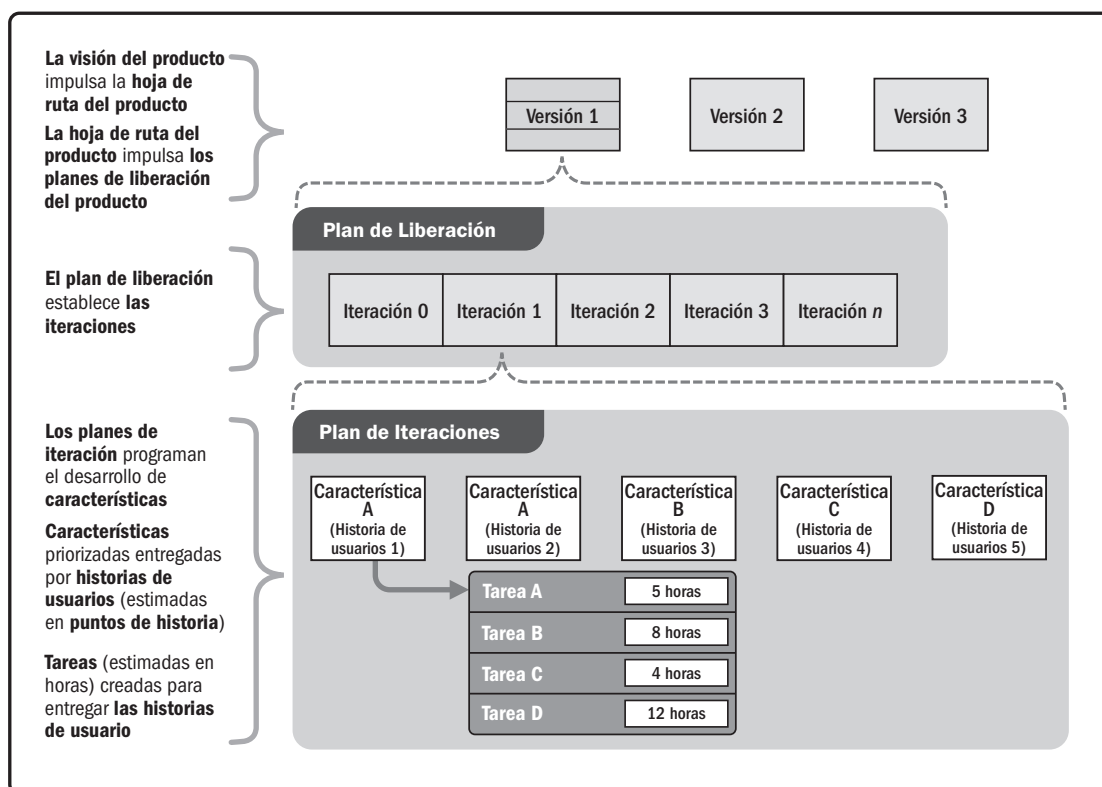 La visión del producto
impulsa la hoja de
ruta del producto
La hoja de ruta del
producto impulsa los
planes de liberación
del producto
Versión 1
Versión 2
Versión 3
Plan de Liberación
El plan de liberación
establece las
iteraciones
Iteración 0
Iteración 1
Iteración 2
Iteración 3
Iteración n
Plan de Iteraciones
Los planes de
iteración programan
el desarrollo de
características
Características
priorizadas entregadas
por historias de
usuarios (estimadas
en puntos de historia)
Tareas (estimadas en
horas) creadas para
entregar las historias
de usuario
Característica
A
(Historia de
usuarios 1)
Característica
A
(Historia de
usuarios 2)
Característica
B
(Historia de
usuarios 3)
Característica
C
(Historia de
usuarios 4)
Característica
D
(Historia de
usuarios 5)
Tarea A 5 horas
Tarea B 8 horas
Tarea C 4 horas
Tarea D 12 horas